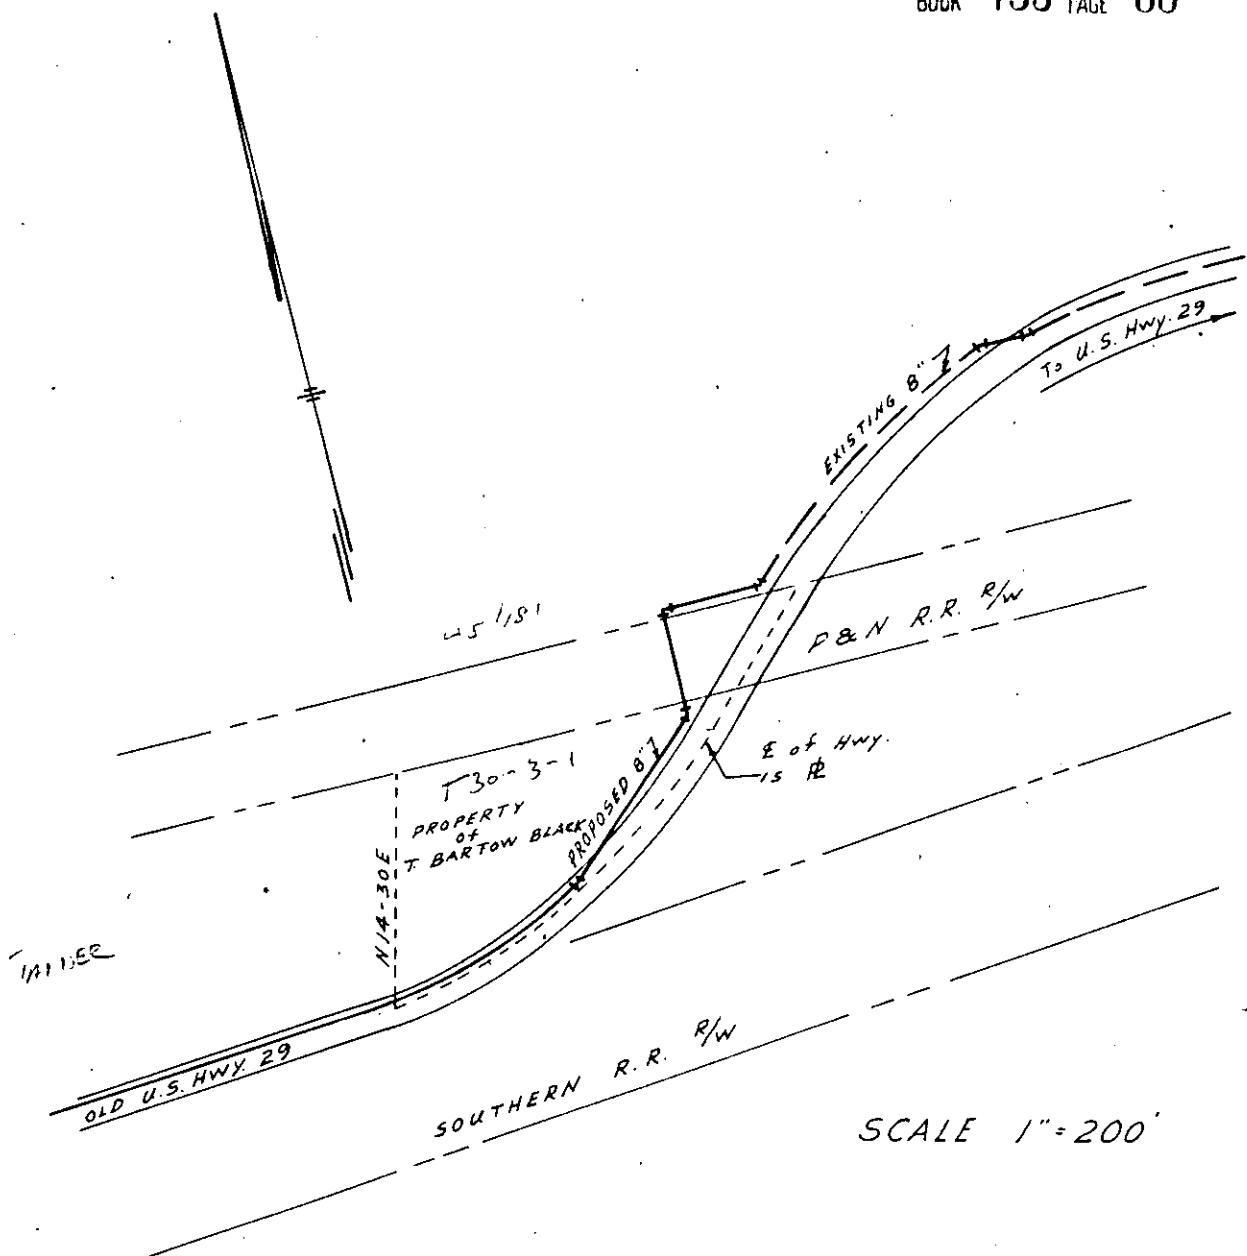 BOOK PAGE
EXISTING 8"
To U.S. Hwy. 29
P & N R.R. R/W
T30-3-1
PROPERTY
of
T. BARTOW BLACK
PROPOSED 8"
℄ of Hwy.
is ⅊
N14-30E
OLD U.S. HWY. 29
SOUTHERN R.R. R/W
SCALE 1"=200'